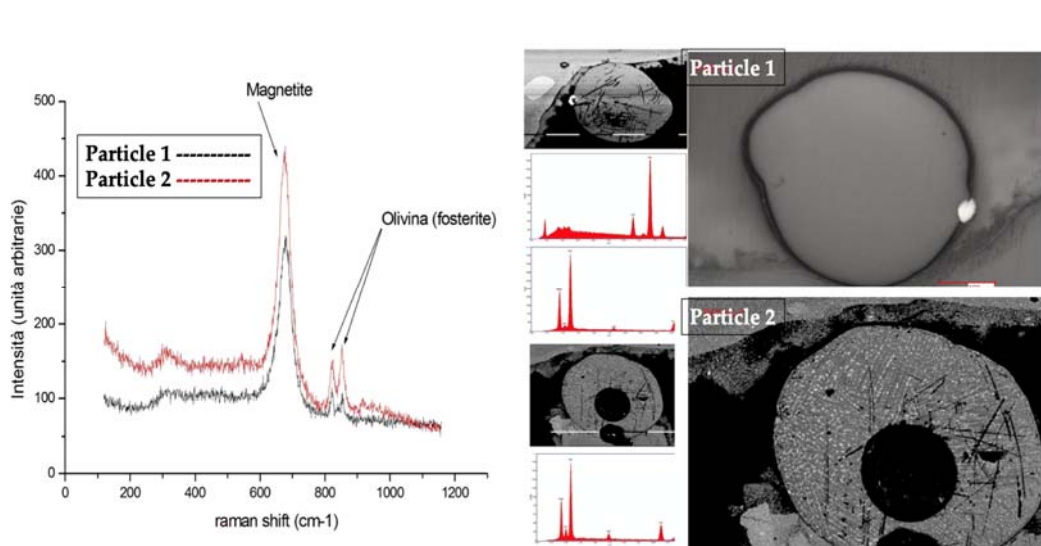 Particle 1
500
Magnetite
Particle 1
Particle 2
400
Olivina (fosterite)
300
Intensità (unità arbitrarie)
200
100
0
0
200
400
600
800
1000
1200
raman shift (cm-1)
Particle 2